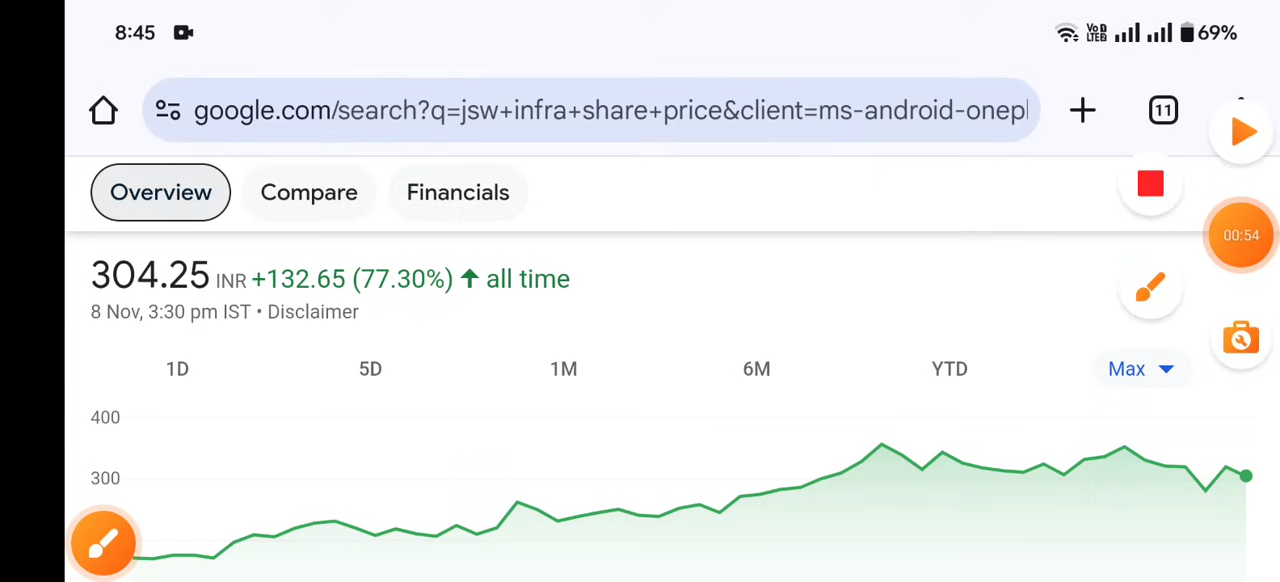 8:45 Vo LTE 69%
google.com/search?q=jsw+infra+share+price&client=ms-android-onepl
11
Overview Compare Financials
00:54
304.25 INR +132.65 (77.30%) ↑ all time
8 Nov, 3:30 pm IST • Disclaimer
1D 5D 1M 6M YTD Max
400
300